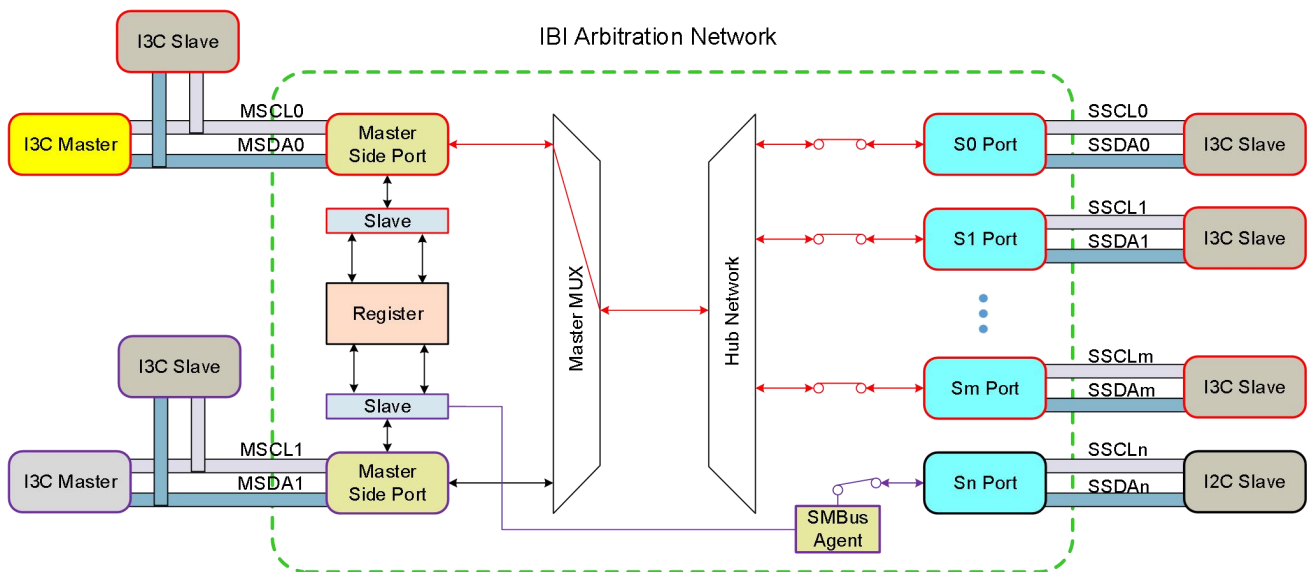 IBI Arbitration Network
I3C Slave
MSCL0
I3C Master
MSDA0
Master
Side Port
Slave
Register
Slave
I3C Slave
MSCL1
I3C Master
MSDA1
Master
Side Port
Master MUX
Hub Network
S0 Port
SSCL0
SSDA0
I3C Slave
S1 Port
SSCL1
SSDA1
I3C Slave
Sm Port
SSCLm
SSDAm
I3C Slave
SMBus
Agent
Sn Port
SSCLn
SSDAn
I2C Slave